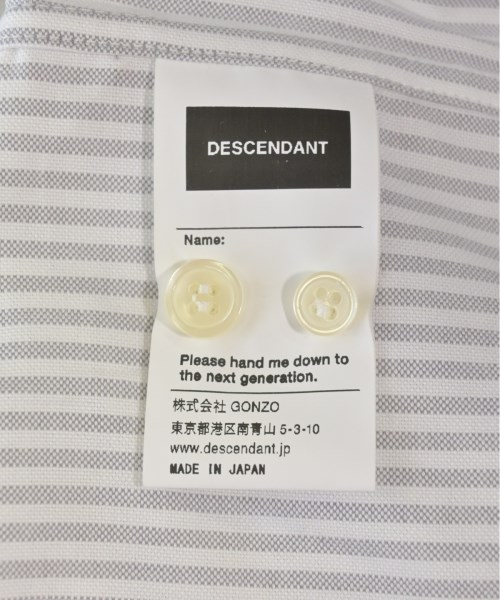 DESCENDANT
Name:
Please hand me down to
the next generation.
株式会社 GONZO
東京都港区南青山 5-3-10
www.descendant.jp
MADE IN JAPAN